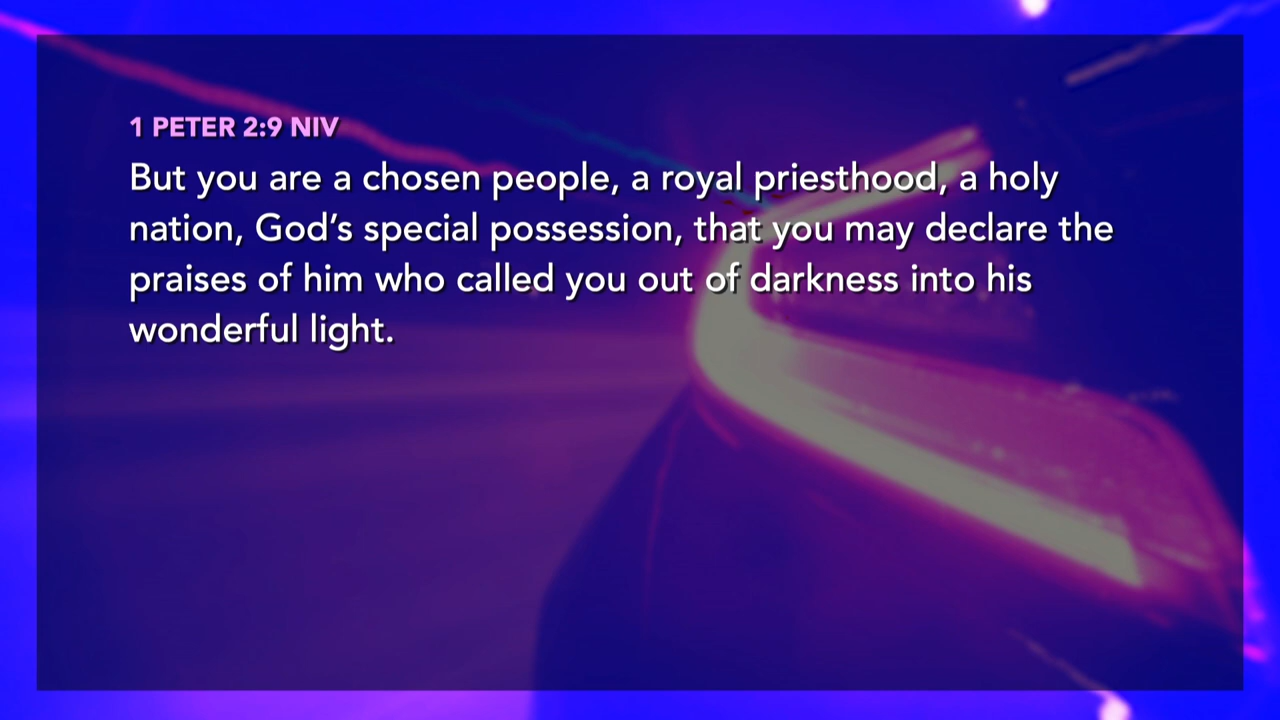 1 PETER 2:9 NIV
But you are a chosen people, a royal priesthood, a holy
nation, God’s special possession, that you may declare the
praises of him who called you out of darkness into his
wonderful light.